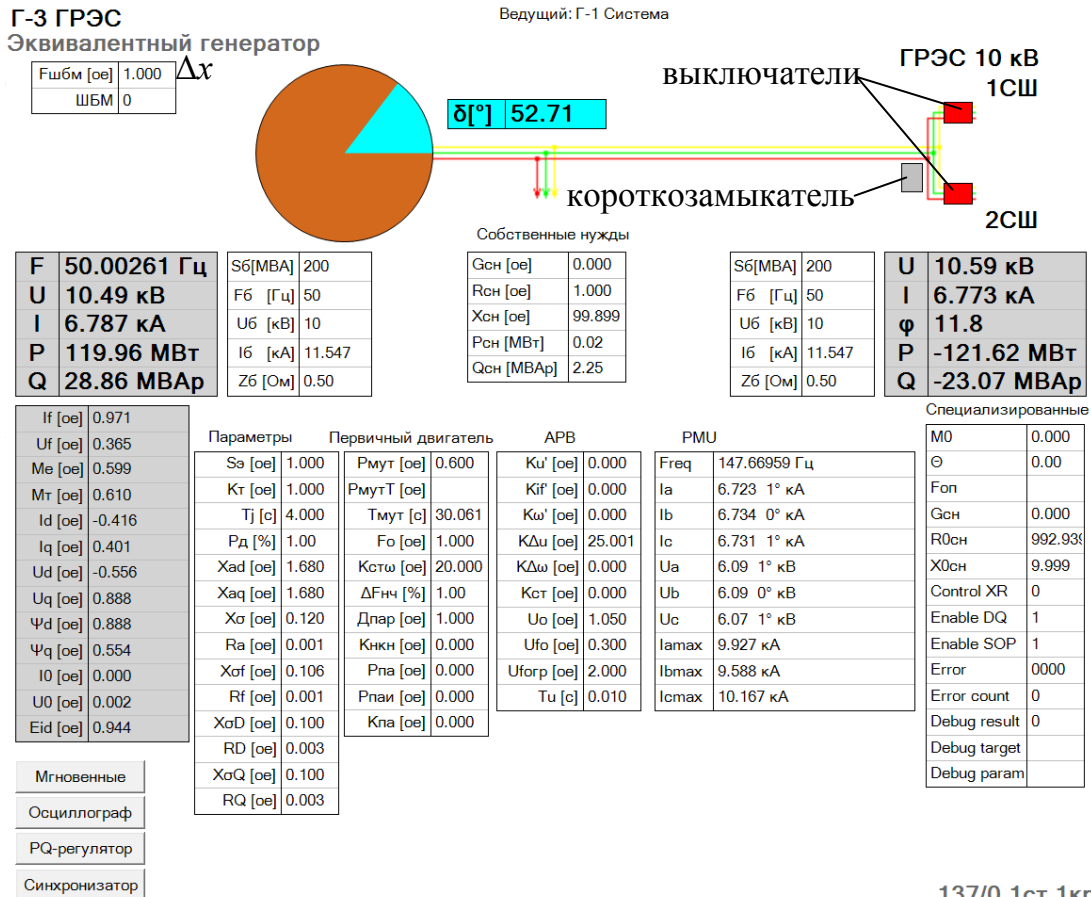 Г-3 ГРЭС
Ведущий: Г-1 Система
Эквивалентный генератор
Fшбм [ое] 1.000
ШБМ 0
Δx
δ[°] 52.71
выключатели
ГРЭС 10 кВ
1СШ
короткозамыкатель
2СШ
F 50.00261 Гц
U 10.49 кВ
I 6.787 кА
P 119.96 МВт
Q 28.86 МВАр
Sб[МВА] 200
Fб [Гц] 50
Uб [кВ] 10
Iб [кА] 11.547
Zб [Ом] 0.50
Собственные нужды
Gсн [ое] 0.000
Rсн [ое] 1.000
Xсн [ое] 99.899
Pсн [МВт] 0.02
Qсн [МВАр] 2.25
Sб[МВА] 200
Fб [Гц] 50
Uб [кВ] 10
Iб [кА] 11.547
Zб [Ом] 0.50
U 10.59 кВ
I 6.773 кА
φ 11.8
P -121.62 МВт
Q -23.07 МВАр
If [ое] 0.971
Uf [ое] 0.365
Me [ое] 0.599
Mт [ое] 0.610
Id [ое] -0.416
Iq [ое] 0.401
Ud [ое] -0.556
Uq [ое] 0.888
Ψd [ое] 0.888
Ψq [ое] 0.554
I0 [ое] 0.000
U0 [ое] 0.002
Eid [ое] 0.944
Параметры
Sэ [ое] 1.000
Kт [ое] 1.000
Tj [с] 4.000
Pд [%] 1.00
Xad [ое] 1.680
Xaq [ое] 1.680
Xσ [ое] 0.120
Ra [ое] 0.001
Xσf [ое] 0.106
Rf [ое] 0.001
XσD [ое] 0.100
RD [ое] 0.003
XσQ [ое] 0.100
RQ [ое] 0.003
Первичный двигатель
Pмут [ое] 0.600
PмутТ [ое]
Tмут [с] 30.061
Fо [ое] 1.000
Kстω [ое] 20.000
ΔFнч [%] 1.00
Дпар [ое] 1.000
Kнкн [ое] 0.000
Pпа [ое] 0.000
Pпаи [ое] 0.000
Kпа [ое] 0.000
АРВ
Ku' [ое] 0.000
Kif' [ое] 0.000
Kω' [ое] 0.000
KΔu [ое] 25.001
KΔω [ое] 0.000
Kст [ое] 0.000
Uо [ое] 1.050
Ufо [ое] 0.300
Ufогр [ое] 2.000
Tu [с] 0.010
PMU
Freq 147.66959 Гц
Ia 6.723 1° кА
Ib 6.734 0° кА
Ic 6.731 1° кА
Ua 6.09 1° кВ
Ub 6.09 0° кВ
Uc 6.07 1° кВ
Iamax 9.927 кА
Ibmax 9.588 кА
Icmax 10.167 кА
Специализированные
M0 0.000
Θ 0.00
Fоп
Gсн 0.000
R0сн 992.939
X0сн 9.999
Control XR 0
Enable DQ 1
Enable SOP 1
Error 0000
Error count 0
Debug result 0
Debug target
Debug param
Мгновенные
Осциллограф
PQ-регулятор
Синхронизатор
137/0 1ст 1кр